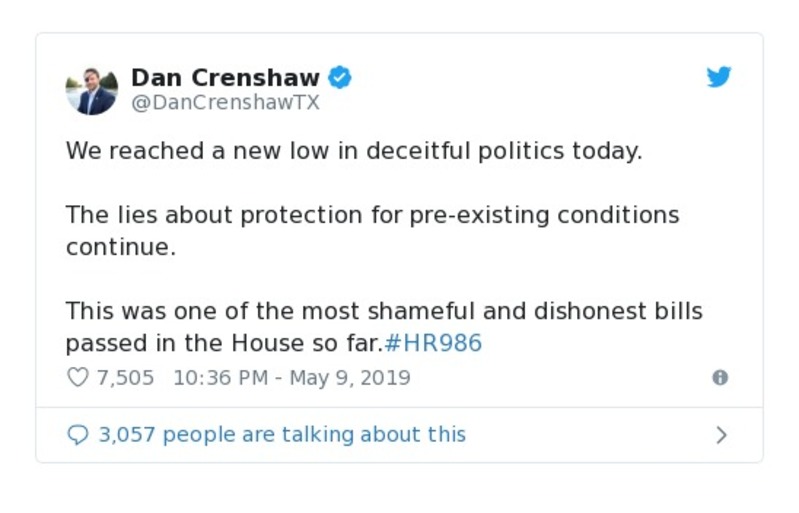 Dan Crenshaw
@DanCrenshawTX
We reached a new low in deceitful politics today.
The lies about protection for pre-existing conditions
continue.
This was one of the most shameful and dishonest bills
passed in the House so far.#HR986
7,505 10:36 PM - May 9, 2019
3,057 people are talking about this